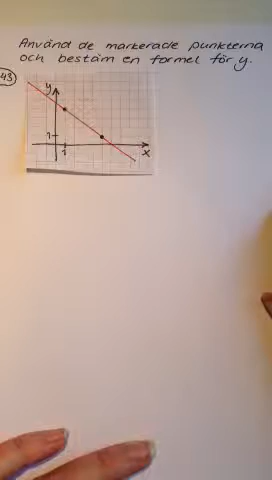 Använd de markerade punkterna
och bestäm en formel för y.
43
y
1
1
x